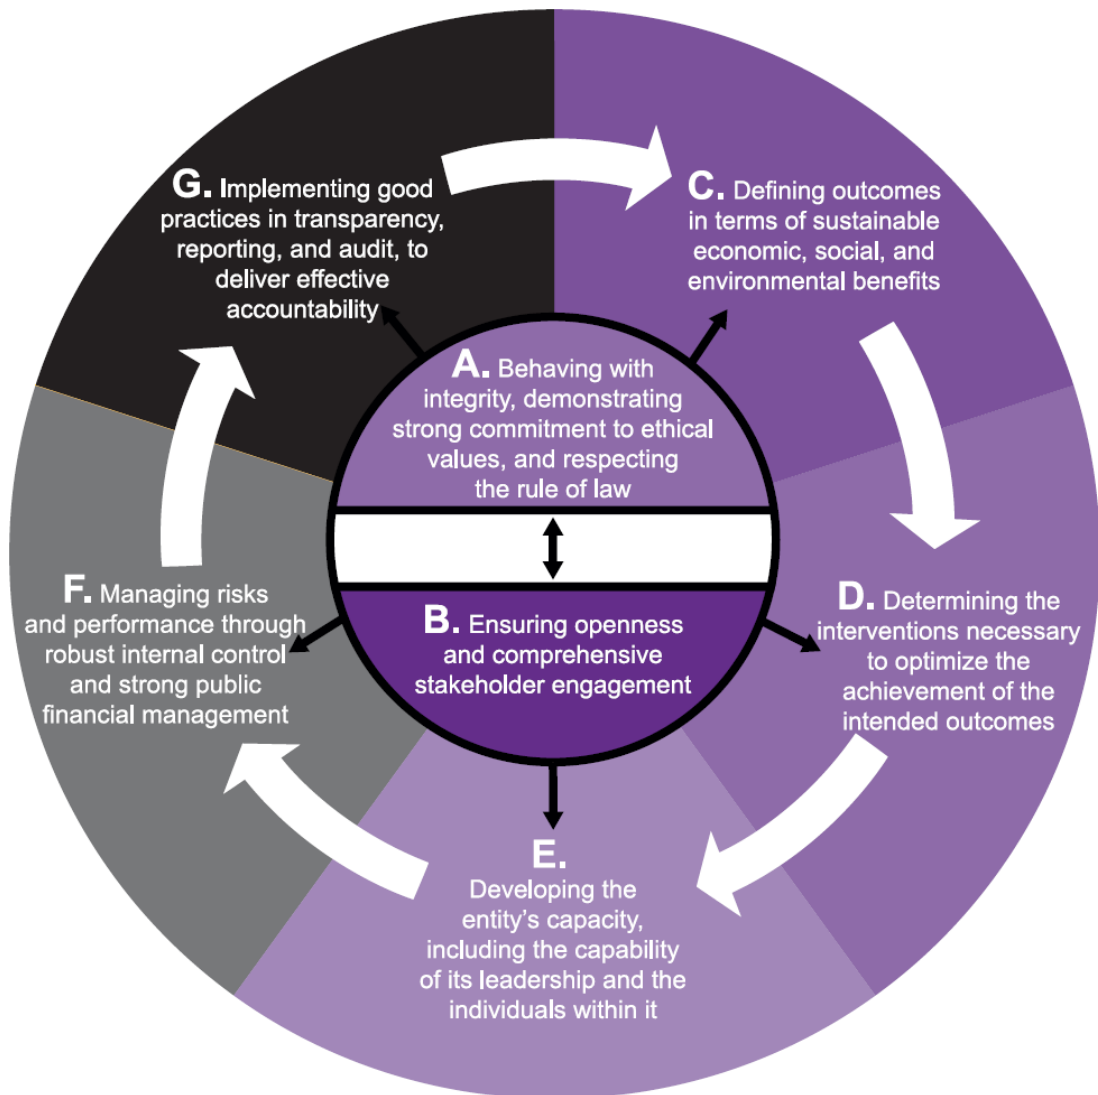 A. Behaving with
integrity, demonstrating
strong commitment to ethical
values, and respecting
the rule of law
B. Ensuring openness
and comprehensive
stakeholder engagement
C. Defining outcomes
in terms of sustainable
economic, social, and
environmental benefits
D. Determining the
interventions necessary
to optimize the
achievement of the
intended outcomes
E.
Developing the
entity’s capacity,
including the capability
of its leadership and the
individuals within it
F. Managing risks
and performance through
robust internal control
and strong public
financial management
G. Implementing good
practices in transparency,
reporting, and audit, to
deliver effective
accountability